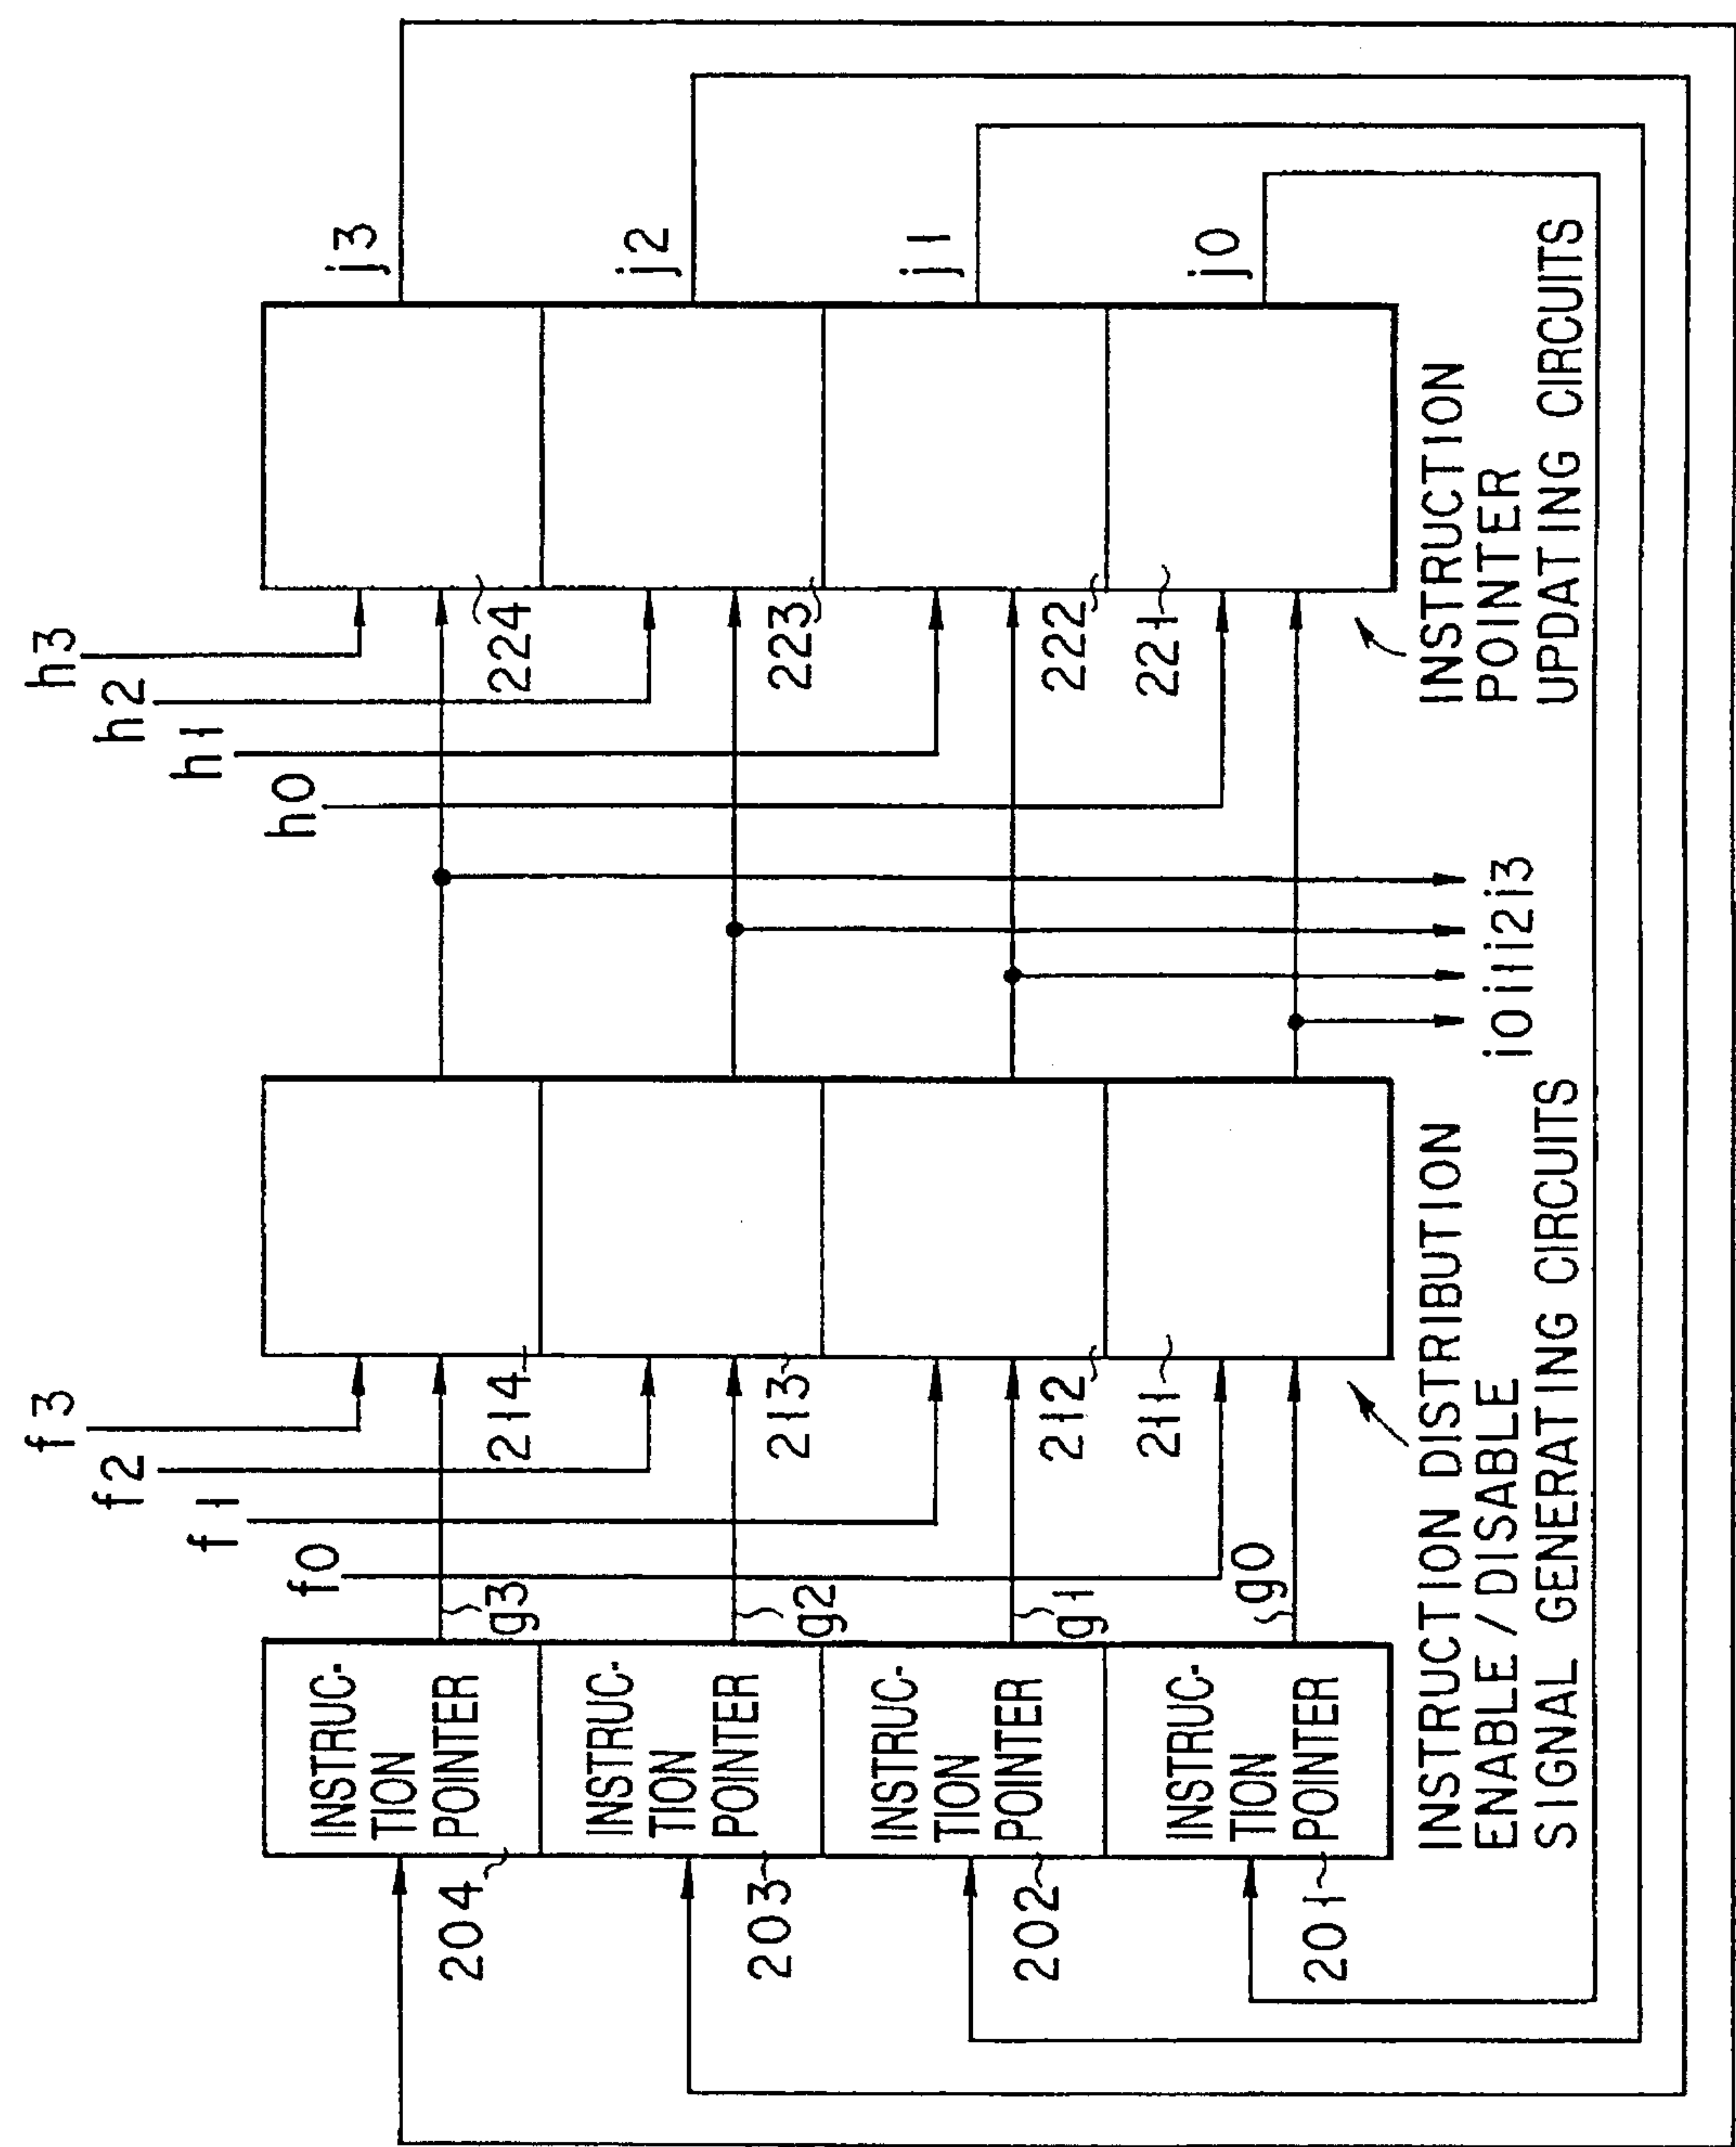 f3
f2
f1
f0
h3
h2
h1
h0
INSTRUC-
TION
POINTER
204
g3
214
224
j3
INSTRUC-
TION
POINTER
203
g2
213
223
j2
INSTRUC-
TION
POINTER
202
g1
212
222
j1
INSTRUC-
TION
POINTER
201
g0
211
221
j0
INSTRUCTION DISTRIBUTION
ENABLE/DISABLE
SIGNAL GENERATING CIRCUITS
i0 i1 i2 i3
INSTRUCTION
POINTER
UPDATING CIRCUITS